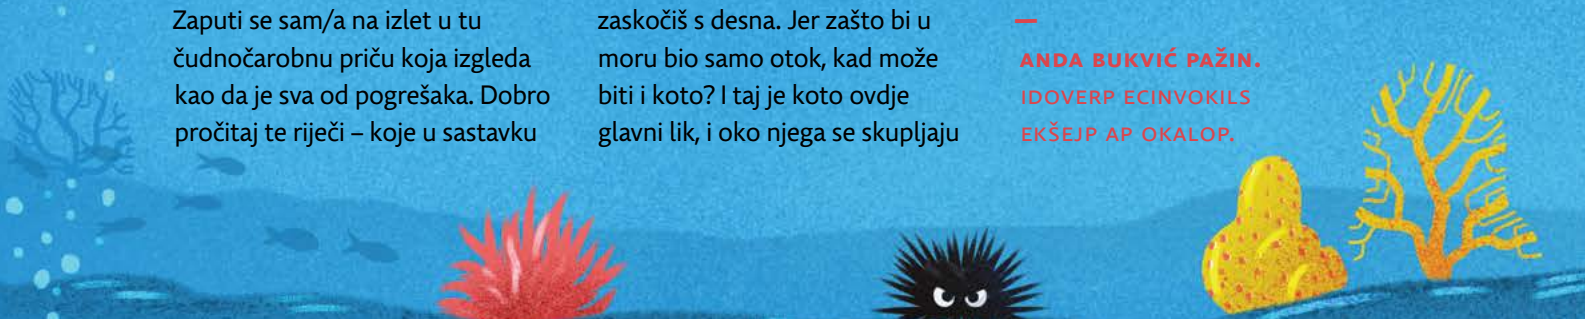 Zaputi se sam/a na izlet u tu
čudnočarobnu priču koja izgleda
kao da je sva od pogrešaka. Dobro
pročitaj te riječi – koje u sastavku
zaskočiš s desna. Jer zašto bi u
moru bio samo otok, kad može
biti i koto? I taj je koto ovdje
glavni lik, i oko njega se skupljaju
—
ANDA BUKVIĆ PAŽIN.
IDOVERP ECINVOKILS
EKŠEJP AP OKALOP.